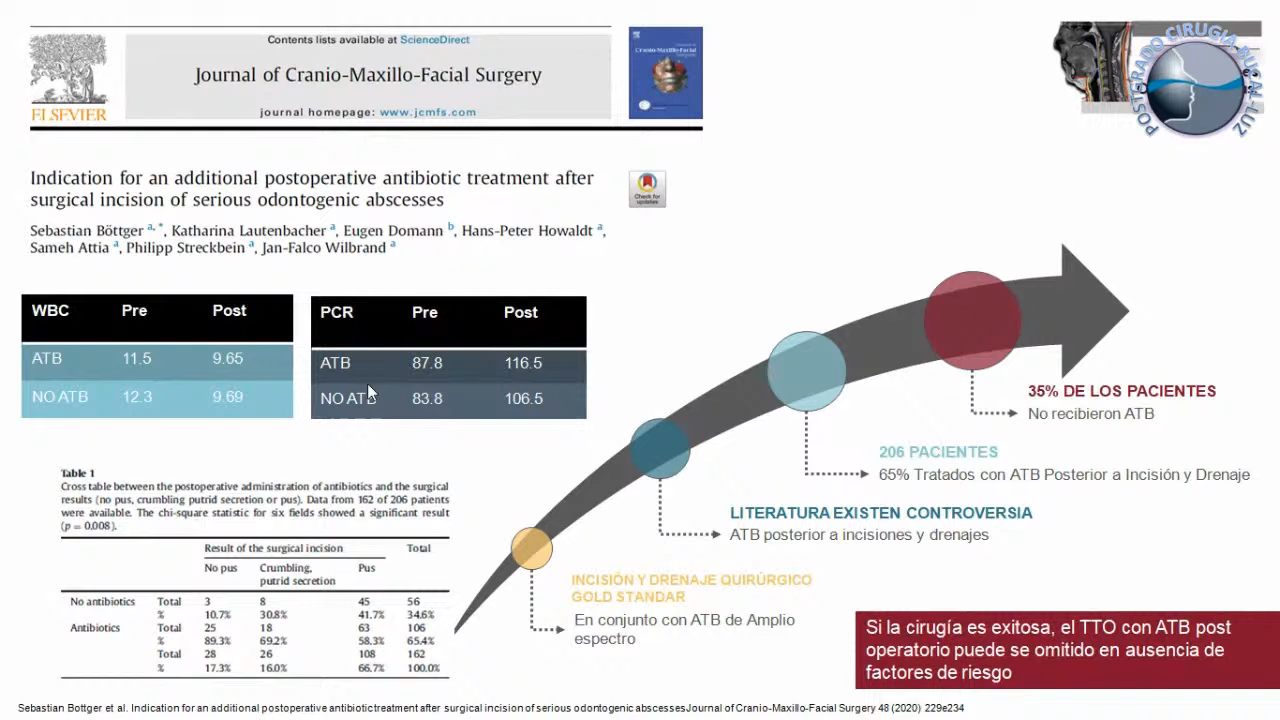 Contents lists available at ScienceDirect
Journal of Cranio-Maxillo-Facial Surgery
journal homepage: www.jcmfs.com
ELSEVIER
POSTGRADO CIRUGIA BUCAL-LUZ
Indication for an additional postoperative antibiotic treatment after
surgical incision of serious odontogenic abscesses
Check for
updates
Sebastian Böttger a, *, Katharina Lautenbacher a, Eugen Domann b, Hans-Peter Howaldt a,
Sameh Attia a, Philipp Streckbein a, Jan-Falco Wilbrand a
WBC Pre Post
ATB 11.5 9.65
NO ATB 12.3 9.69
PCR Pre Post
ATB 87.8 116.5
NO ATB 83.8 106.5
35% DE LOS PACIENTES
No recibieron ATB
206 PACIENTES
65% Tratados con ATB Posterior a Incisión y Drenaje
LITERATURA EXISTEN CONTROVERSIA
ATB posterior a incisiones y drenajes
INCISIÓN Y DRENAJE QUIRÚRGICO
GOLD STANDAR
En conjunto con ATB de Amplio
espectro
Table 1
Cross table between the postoperative administration of antibiotics and the surgical
results (no pus, crumbling putrid secretion or pus). Data from 162 of 206 patients
were available. The chi-square statistic for six fields showed a significant result
(p = 0.008).
Result of the surgical incision Total
No pus Crumbling, Pus
putrid secretion
No antibiotics Total 3 8 45 56
% 10.7% 30.8% 41.7% 34.6%
Antibiotics Total 25 18 63 106
% 89.3% 69.2% 58.3% 65.4%
Total 28 26 108 162
% 17.3% 16.0% 66.7% 100.0%
Si la cirugía es exitosa, el TTO con ATB post
operatorio puede se omitido en ausencia de
factores de riesgo
Sebastian Bottger et al. Indication for an additional postoperative antibiotic treatment after surgical incision of serious odontogenic abscesses Journal of Cranio-Maxillo-Facial Surgery 48 (2020) 229e234